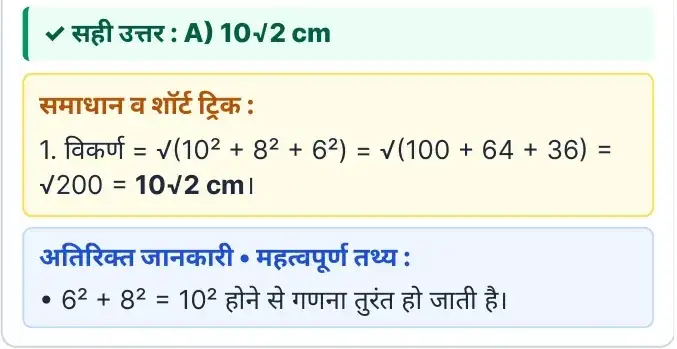 ✓ सही उत्तर : A) 10√2 cm
समाधान व शॉर्ट ट्रिक :
1. विकर्ण = √(10² + 8² + 6²) = √(100 + 64 + 36) =
√200 = 10√2 cm।
अतिरिक्त जानकारी • महत्वपूर्ण तथ्य :
• 6² + 8² = 10² होने से गणना तुरंत हो जाती है।